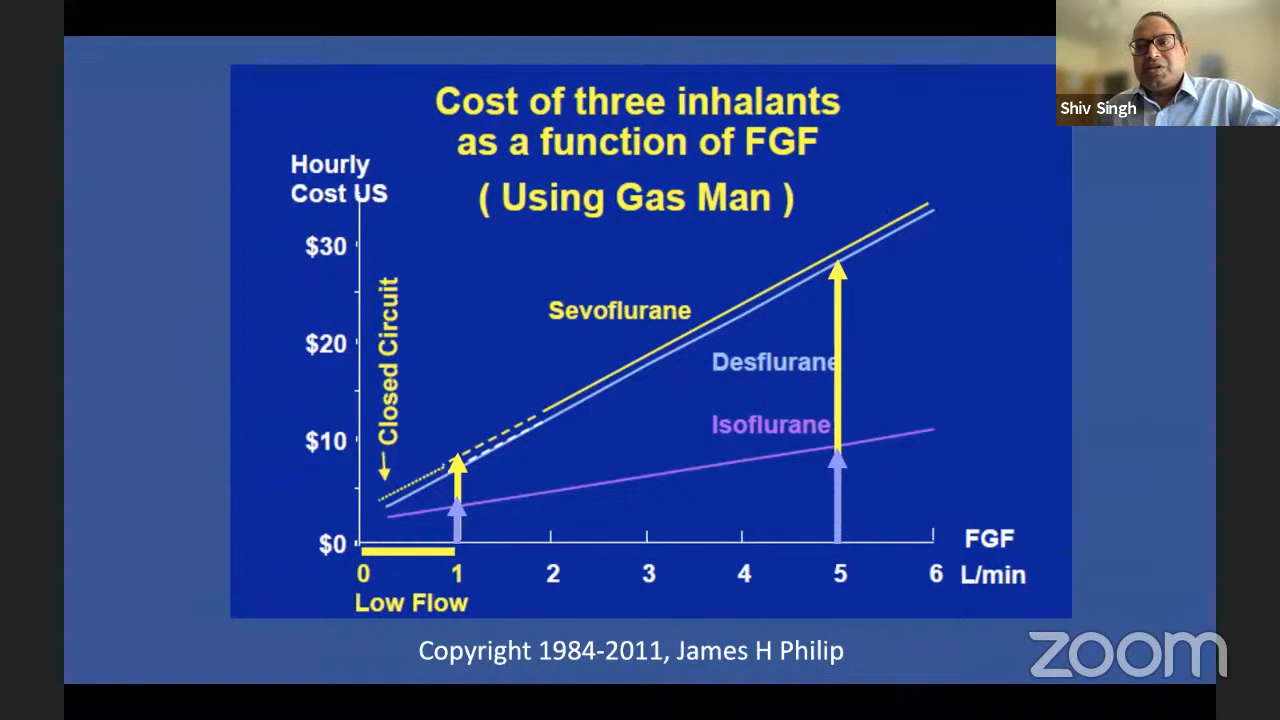 Shiv Singh
Cost of three inhalants
as a function of FGF
( Using Gas Man )
Hourly
Cost US
$30
$20
$10
$0
Closed Circuit
Sevoflurane
Desflurane
Isoflurane
FGF
L/min
0 1 2 3 4 5 6
Low Flow
Copyright 1984-2011, James H Philip
zoom